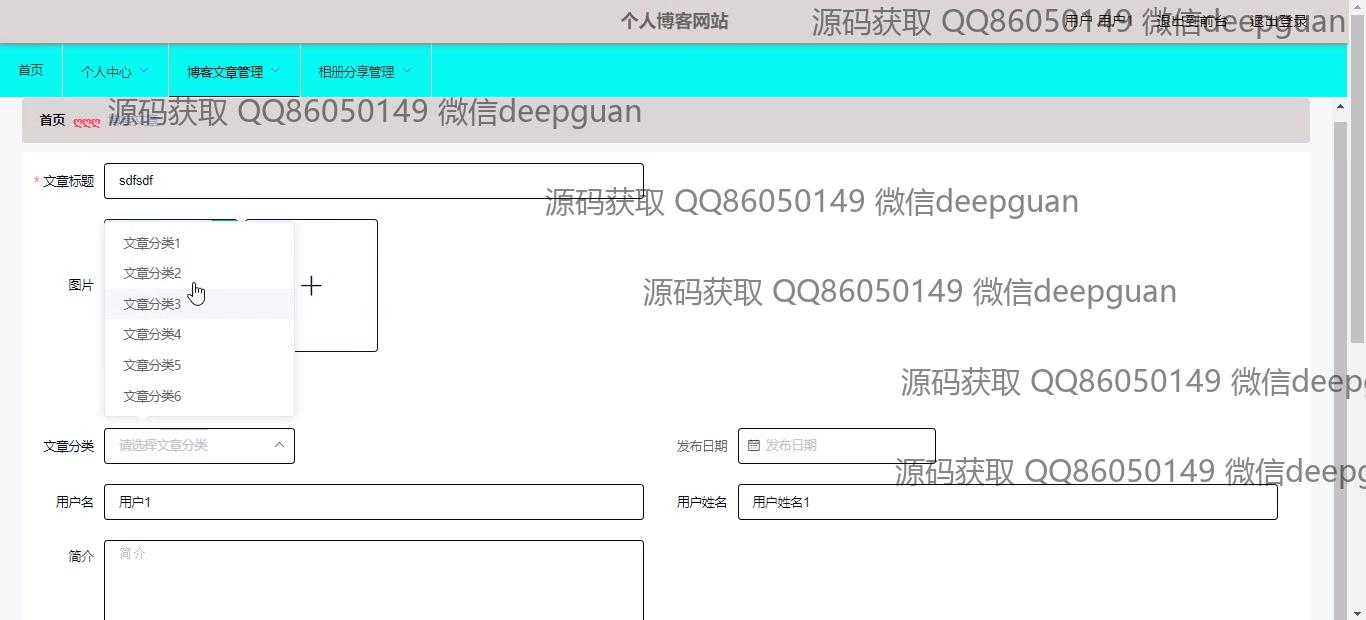 个人博客网站
源码获取 QQ86050149 微信deepguan
用户 用户1 退出到前台 退出登录
首页 个人中心 博客文章管理 相册分享管理
首页 ღღღ 博客文章
源码获取 QQ86050149 微信deepguan
* 文章标题 sdfsdf
源码获取 QQ86050149 微信deepguan
文章分类1
文章分类2
图片
源码获取 QQ86050149 微信deepguan
文章分类3
文章分类4
文章分类5
源码获取 QQ86050149 微信deep
文章分类6
文章分类 请选择文章分类 发布日期 发布日期
源码获取 QQ86050149 微信deep
用户名 用户1 用户姓名 用户姓名1
简介 简介